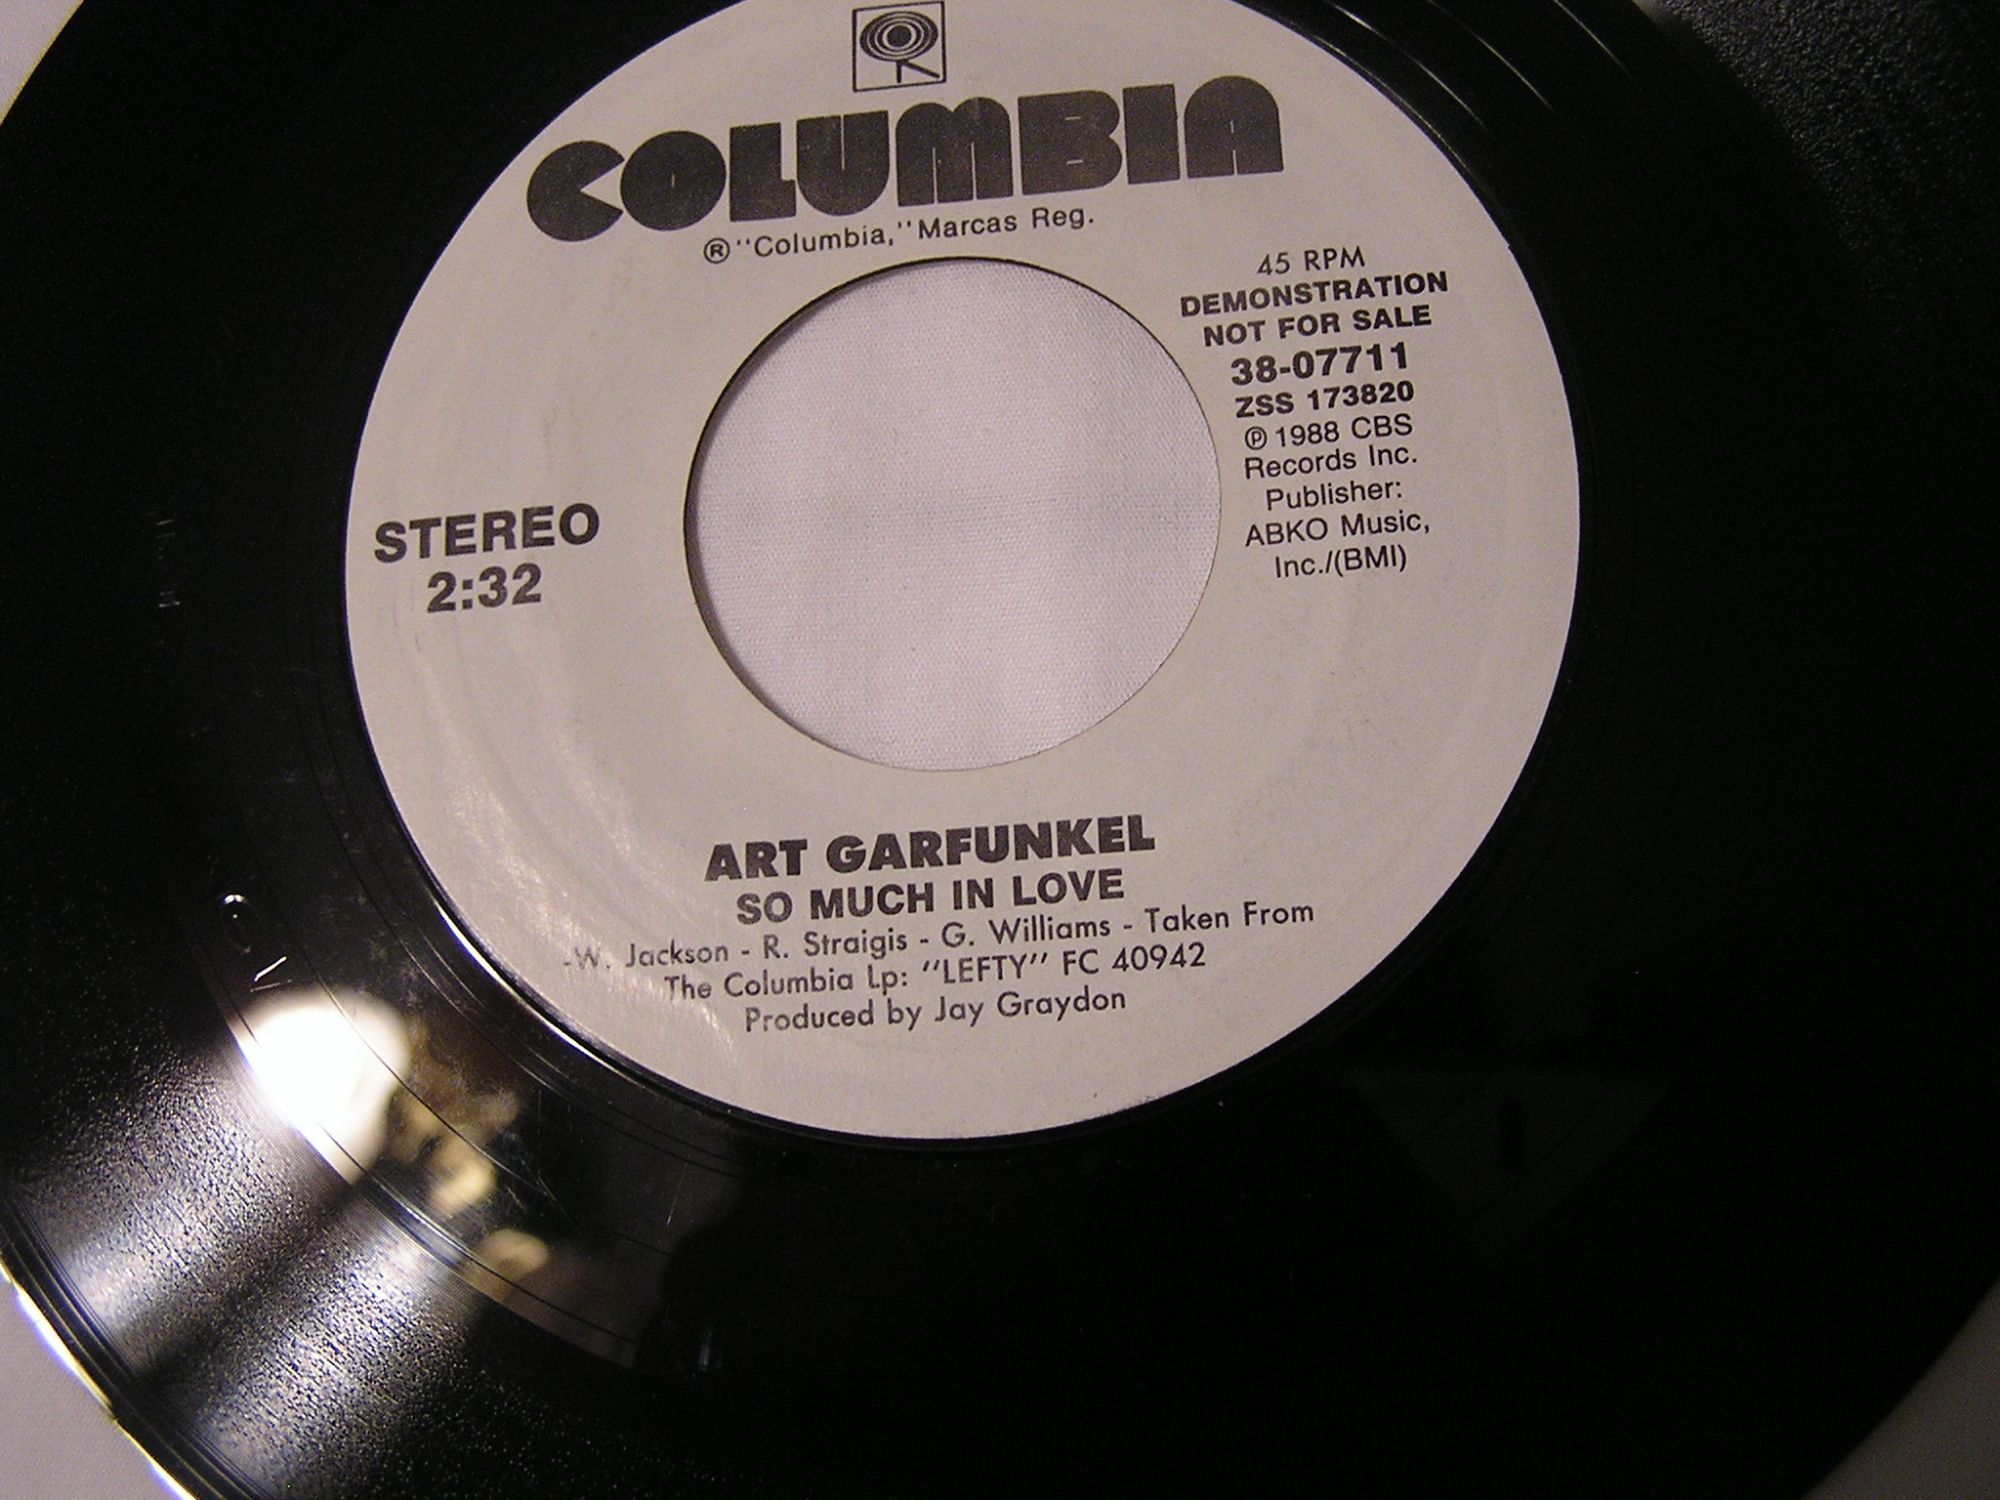 COLUMBIA
® "Columbia," Marcas Reg.
45 RPM
DEMONSTRATION
NOT FOR SALE
38-07711
ZSS 173820
℗ 1988 CBS
Records Inc.
Publisher:
ABKO Music,
Inc./(BMI)
STEREO
2:32
ART GARFUNKEL
SO MUCH IN LOVE
-W. Jackson - R. Straigis - G. Williams - Taken From
The Columbia Lp: "LEFTY" FC 40942
Produced by Jay Graydon